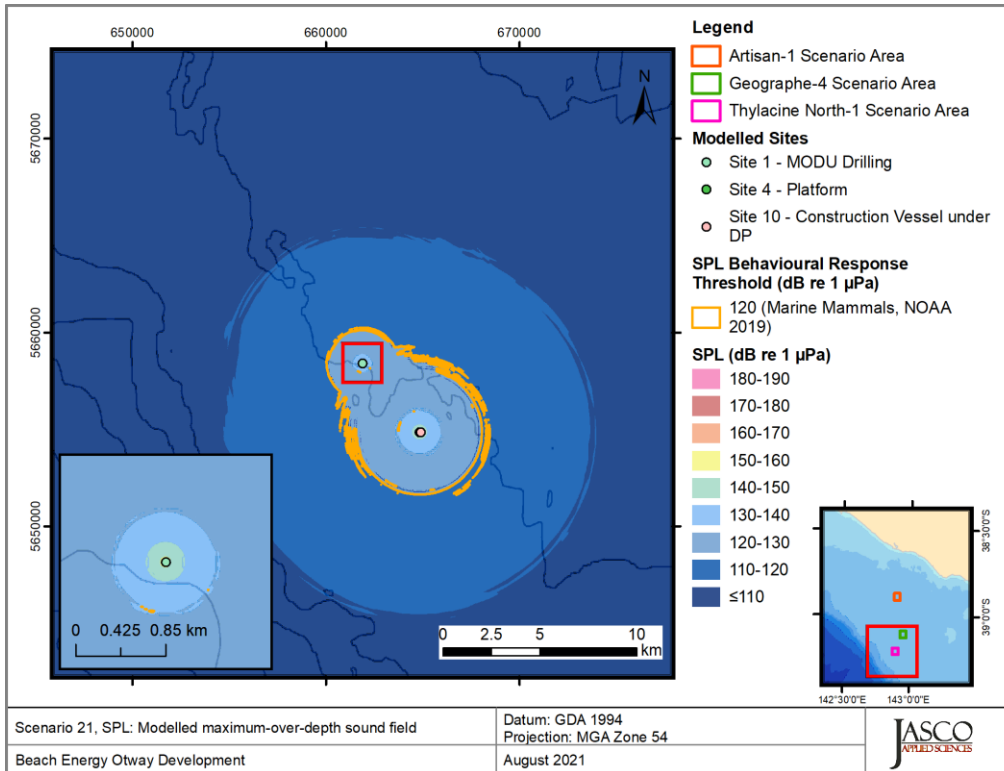 650000
660000
670000
5670000
5660000
5650000
N
0
0.425
0.85 km
0
2.5
5
10
km
Legend
Artisan-1 Scenario Area
Geographe-4 Scenario Area
Thylacine North-1 Scenario Area
Modelled Sites
Site 1 - MODU Drilling
Site 4 - Platform
Site 10 - Construction Vessel under
DP
SPL Behavioural Response
Threshold (dB re 1 µPa)
120 (Marine Mammals, NOAA
2019)
SPL (dB re 1 µPa)
180-190
170-180
160-170
150-160
140-150
130-140
120-130
110-120
≤110
38°30'0"S
39°0'0"S
142°30'0"E
143°0'0"E
Scenario 21, SPL: Modelled maximum-over-depth sound field
Datum: GDA 1994
Projection: MGA Zone 54
Beach Energy Otway Development
August 2021
JASCO
APPLIED SCIENCES